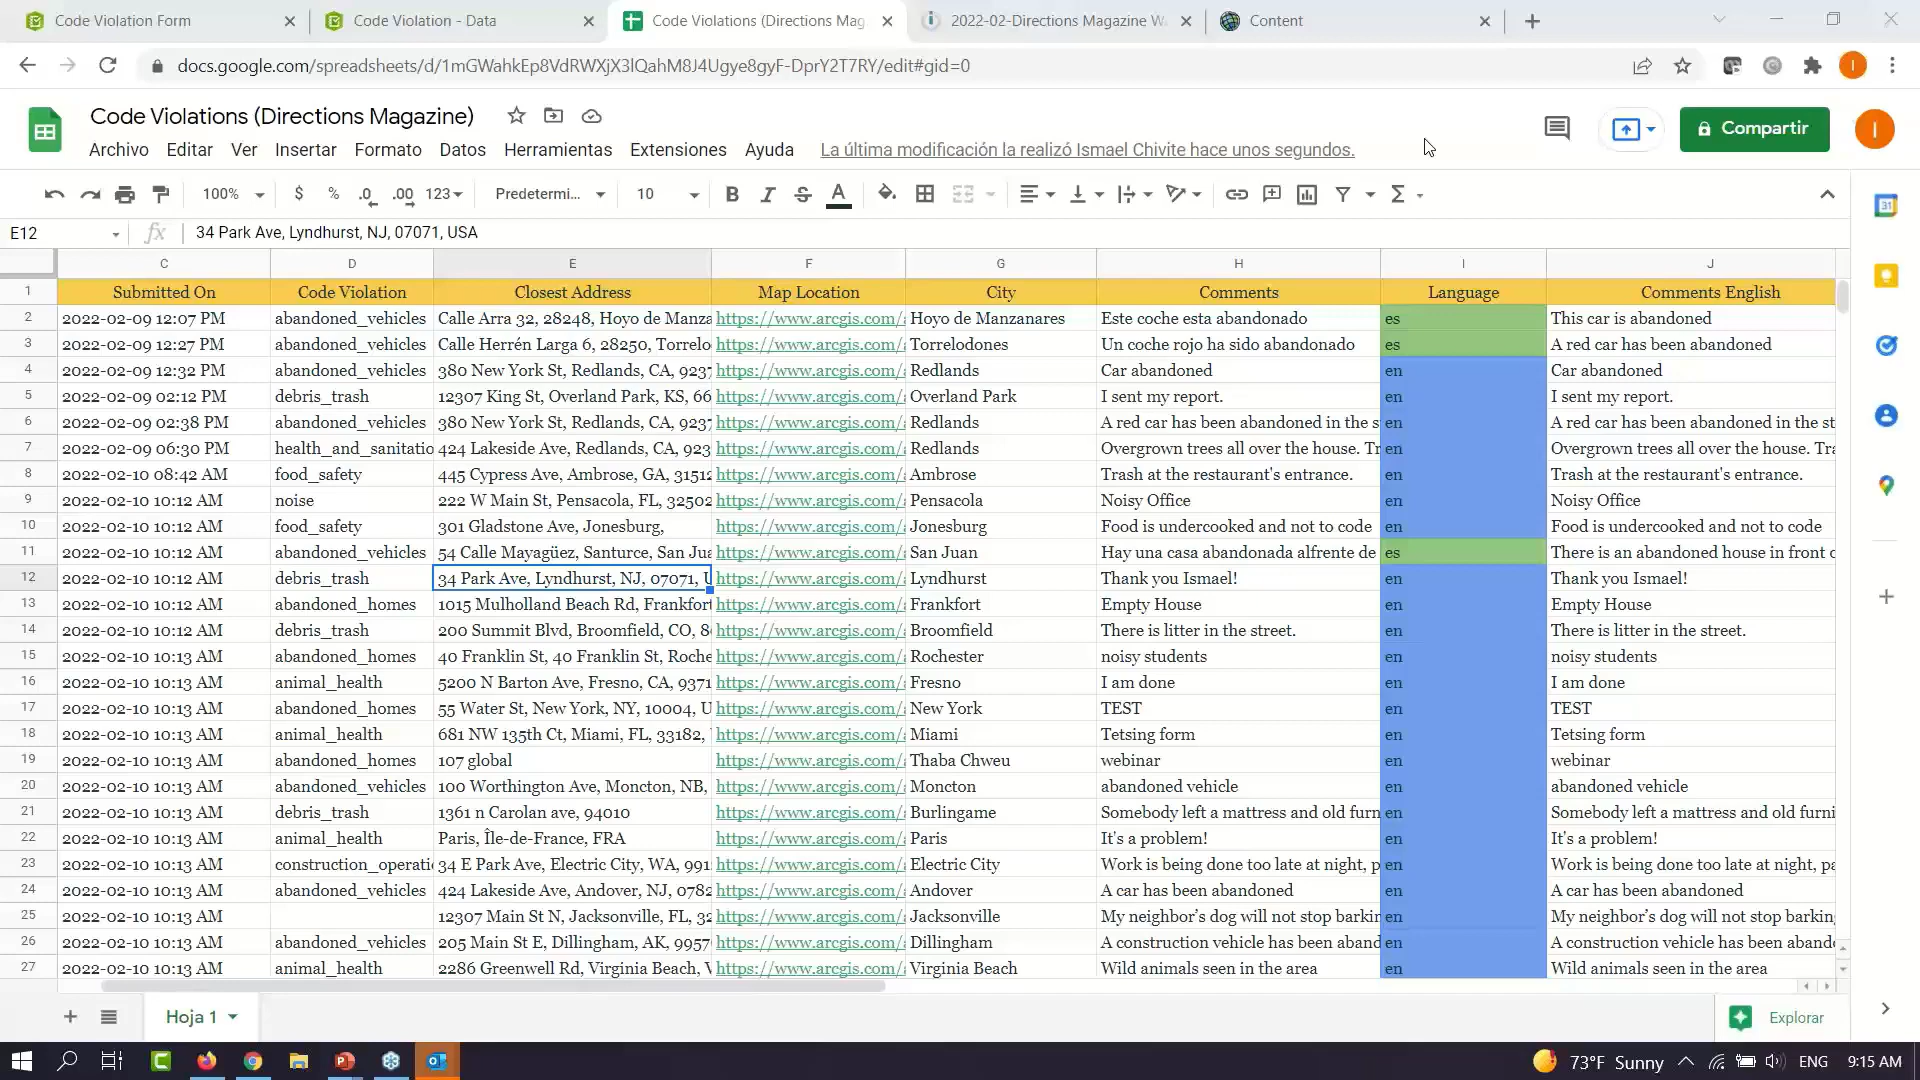 Code Violation Form
Code Violation - Data
Code Violations (Directions Mag
2022-02-Directions Magazine W
Content
docs.google.com/spreadsheets/d/1mGWahkEp8VdRWXjX3lQahM8J4Ugye8gyF-DprY2T7RY/edit#gid=0
Code Violations (Directions Magazine)
Compartir
Archivo Editar Ver Insertar Formato Datos Herramientas Extensiones Ayuda La última modificación la realizó Ismael Chivite hace unos segundos.
100% $ % .0 .00 123 Predetermi... 10 B I S A Σ
E12 fx 34 Park Ave, Lyndhurst, NJ, 07071, USA
C D E F G H I J
1 Submitted On Code Violation Closest Address Map Location City Comments Language Comments English
2 2022-02-09 12:07 PM abandoned_vehicles Calle Arra 32, 28248, Hoyo de Manza https://www.arcgis.com/ Hoyo de Manzanares Este coche esta abandonado es This car is abandoned
3 2022-02-09 12:27 PM abandoned_vehicles Calle Herrén Larga 6, 28250, Torrelo https://www.arcgis.com/ Torrelodones Un coche rojo ha sido abandonado es A red car has been abandoned
4 2022-02-09 12:32 PM abandoned_vehicles 380 New York St, Redlands, CA, 9237 https://www.arcgis.com/ Redlands Car abandoned en Car abandoned
5 2022-02-09 02:12 PM debris_trash 12307 King St, Overland Park, KS, 66 https://www.arcgis.com/ Overland Park I sent my report. en I sent my report.
6 2022-02-09 02:38 PM abandoned_vehicles 380 New York St, Redlands, CA, 9237 https://www.arcgis.com/ Redlands A red car has been abandoned in the s en A red car has been abandoned in the st
7 2022-02-09 06:30 PM health_and_sanitatio 424 Lakeside Ave, Redlands, CA, 923 https://www.arcgis.com/ Redlands Overgrown trees all over the house. Tr en Overgrown trees all over the house. Tra
8 2022-02-10 08:42 AM food_safety 445 Cypress Ave, Ambrose, GA, 31512 https://www.arcgis.com/ Ambrose Trash at the restaurant's entrance. en Trash at the restaurant's entrance.
9 2022-02-10 10:12 AM noise 222 W Main St, Pensacola, FL, 32502 https://www.arcgis.com/ Pensacola Noisy Office en Noisy Office
10 2022-02-10 10:12 AM food_safety 301 Gladstone Ave, Jonesburg, https://www.arcgis.com/ Jonesburg Food is undercooked and not to code en Food is undercooked and not to code
11 2022-02-10 10:12 AM abandoned_vehicles 54 Calle Mayagüez, Santurce, San Jua https://www.arcgis.com/ San Juan Hay una casa abandonada alfrente de es There is an abandoned house in front o
12 2022-02-10 10:12 AM debris_trash 34 Park Ave, Lyndhurst, NJ, 07071, U https://www.arcgis.com/ Lyndhurst Thank you Ismael! en Thank you Ismael!
13 2022-02-10 10:12 AM abandoned_homes 1015 Mulholland Beach Rd, Frankfort https://www.arcgis.com/ Frankfort Empty House en Empty House
14 2022-02-10 10:12 AM debris_trash 200 Summit Blvd, Broomfield, CO, 8 https://www.arcgis.com/ Broomfield There is litter in the street. en There is litter in the street.
15 2022-02-10 10:13 AM abandoned_homes 40 Franklin St, 40 Franklin St, Roche https://www.arcgis.com/ Rochester noisy students en noisy students
16 2022-02-10 10:13 AM animal_health 5200 N Barton Ave, Fresno, CA, 9371 https://www.arcgis.com/ Fresno I am done en I am done
17 2022-02-10 10:13 AM abandoned_homes 55 Water St, New York, NY, 10004, U https://www.arcgis.com/ New York TEST en TEST
18 2022-02-10 10:13 AM animal_health 681 NW 135th Ct, Miami, FL, 33182, https://www.arcgis.com/ Miami Tetsing form en Tetsing form
19 2022-02-10 10:13 AM abandoned_homes 107 global https://www.arcgis.com/ Thaba Chweu webinar en webinar
20 2022-02-10 10:13 AM abandoned_vehicles 100 Worthington Ave, Moncton, NB, https://www.arcgis.com/ Moncton abandoned vehicle en abandoned vehicle
21 2022-02-10 10:13 AM debris_trash 1361 n Carolan ave, 94010 https://www.arcgis.com/ Burlingame Somebody left a mattress and old furn en Somebody left a mattress and old furni
22 2022-02-10 10:13 AM animal_health Paris, Île-de-France, FRA https://www.arcgis.com/ Paris It's a problem! en It's a problem!
23 2022-02-10 10:13 AM construction_operati 34 E Park Ave, Electric City, WA, 991 https://www.arcgis.com/ Electric City Work is being done too late at night, p en Work is being done too late at night, pa
24 2022-02-10 10:13 AM abandoned_vehicles 424 Lakeside Ave, Andover, NJ, 0782 https://www.arcgis.com/ Andover A car has been abandoned en A car has been abandoned
25 2022-02-10 10:13 AM 12307 Main St N, Jacksonville, FL, 32 https://www.arcgis.com/ Jacksonville My neighbor's dog will not stop barkin en My neighbor's dog will not stop barking
26 2022-02-10 10:13 AM abandoned_vehicles 205 Main St E, Dillingham, AK, 9957 https://www.arcgis.com/ Dillingham A construction vehicle has been aband en A construction vehicle has been aband
27 2022-02-10 10:13 AM animal_health 2286 Greenwell Rd, Virginia Beach, V https://www.arcgis.com/ Virginia Beach Wild animals seen in the area en Wild animals seen in the area
Hoja 1
Explorar
73°F Sunny ENG 9:15 AM